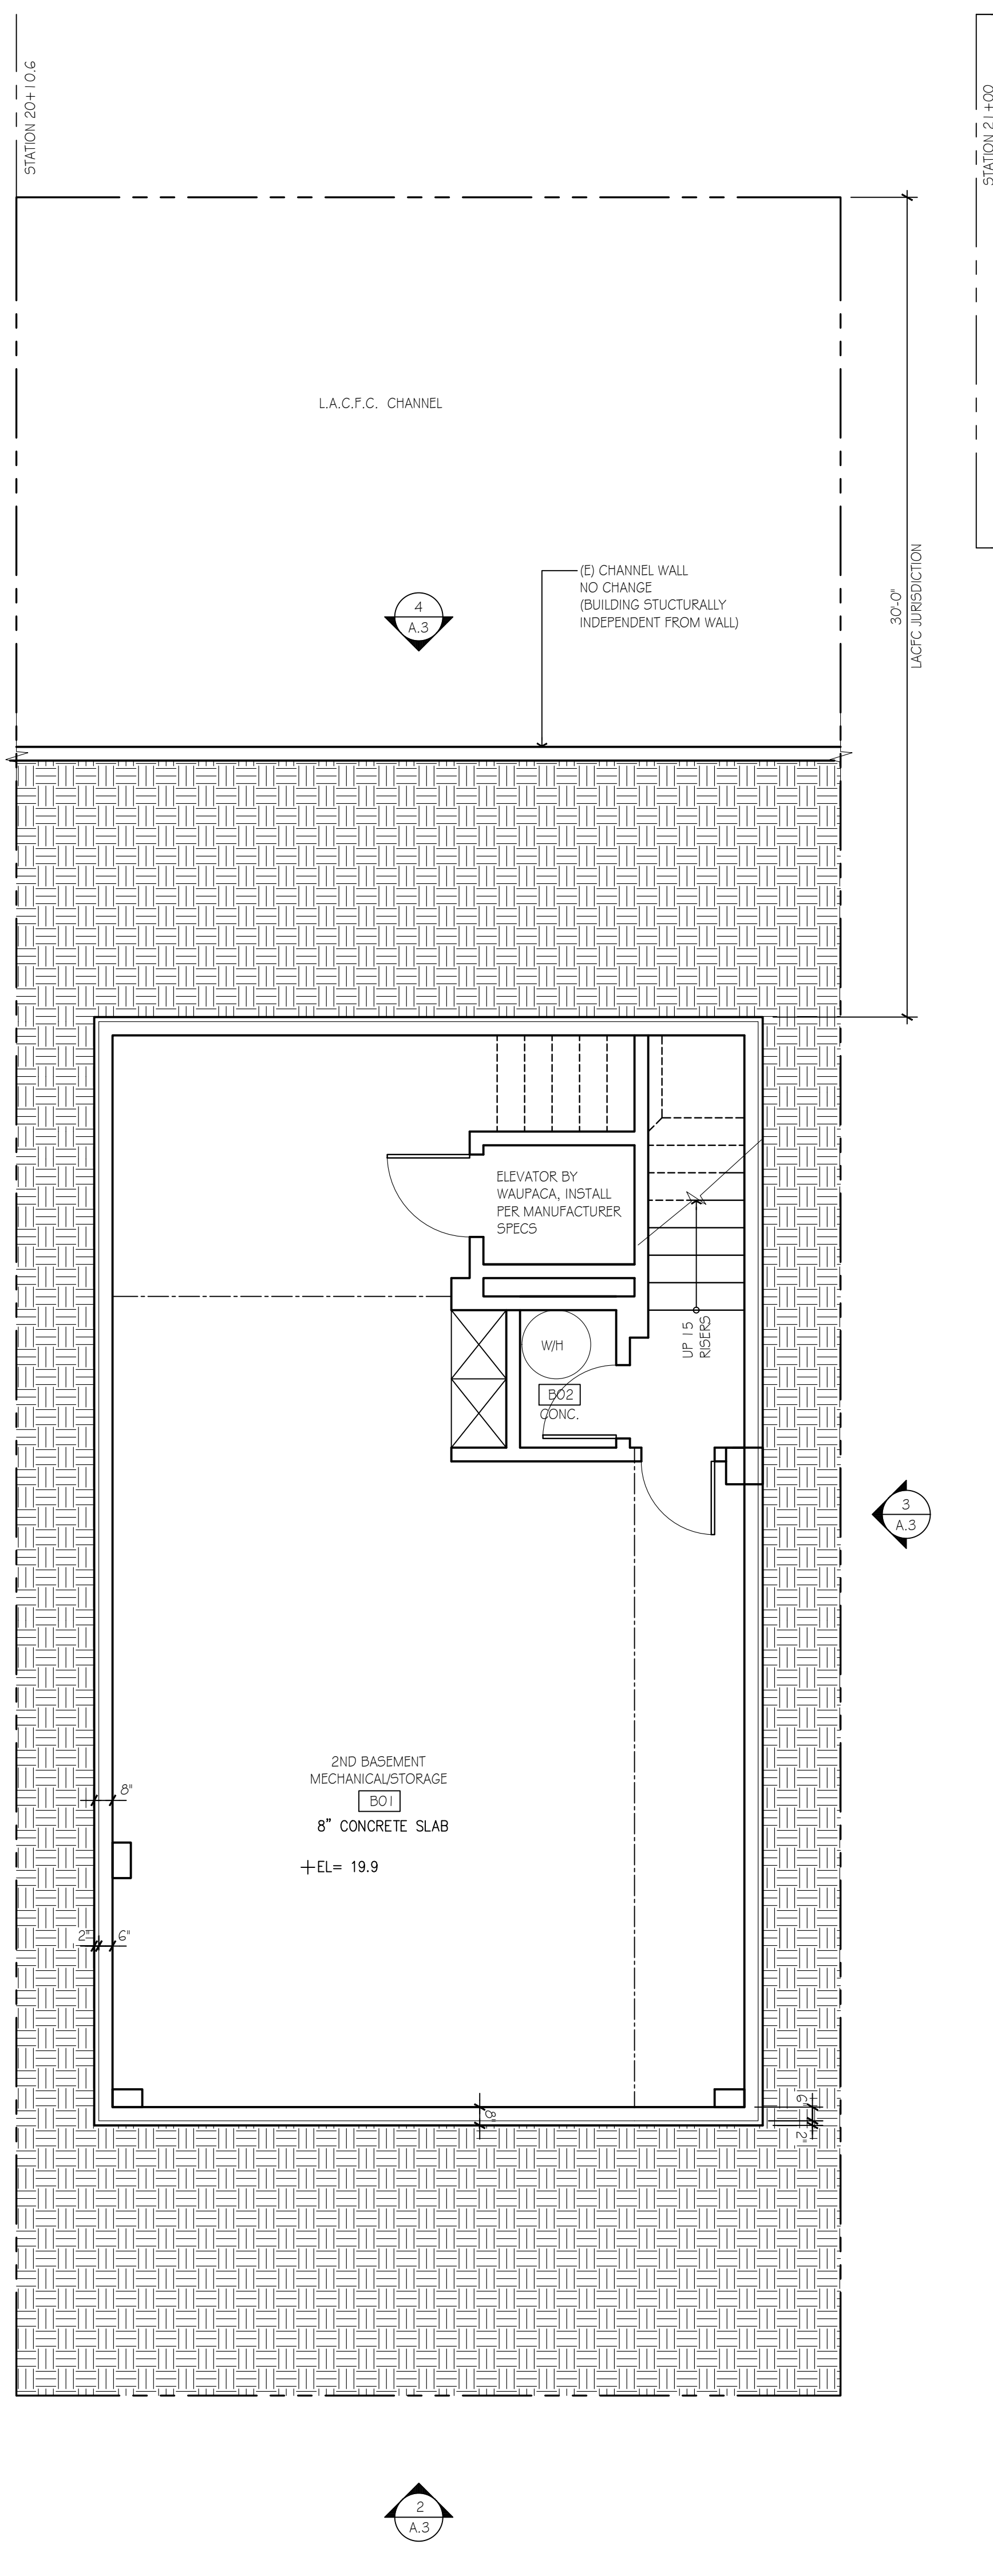 STATION 20+10.6
STATION 21+00
L.A.C.F.C. CHANNEL
(E) CHANNEL WALL
NO CHANGE
(BUILDING STUCTURALLY
INDEPENDENT FROM WALL)
4
A.3
30'-0"
LACFC JURISDICTION
ELEVATOR BY
WAUPACA, INSTALL
PER MANUFACTURER
SPECS
UP 15
RISERS
W/H
B02
CONC.
3
A.3
2ND BASEMENT
MECHANICAL/STORAGE
B01
8" CONCRETE SLAB
EL= 19.9
8"
2"
6"
8"
6"
2"
2
A.3